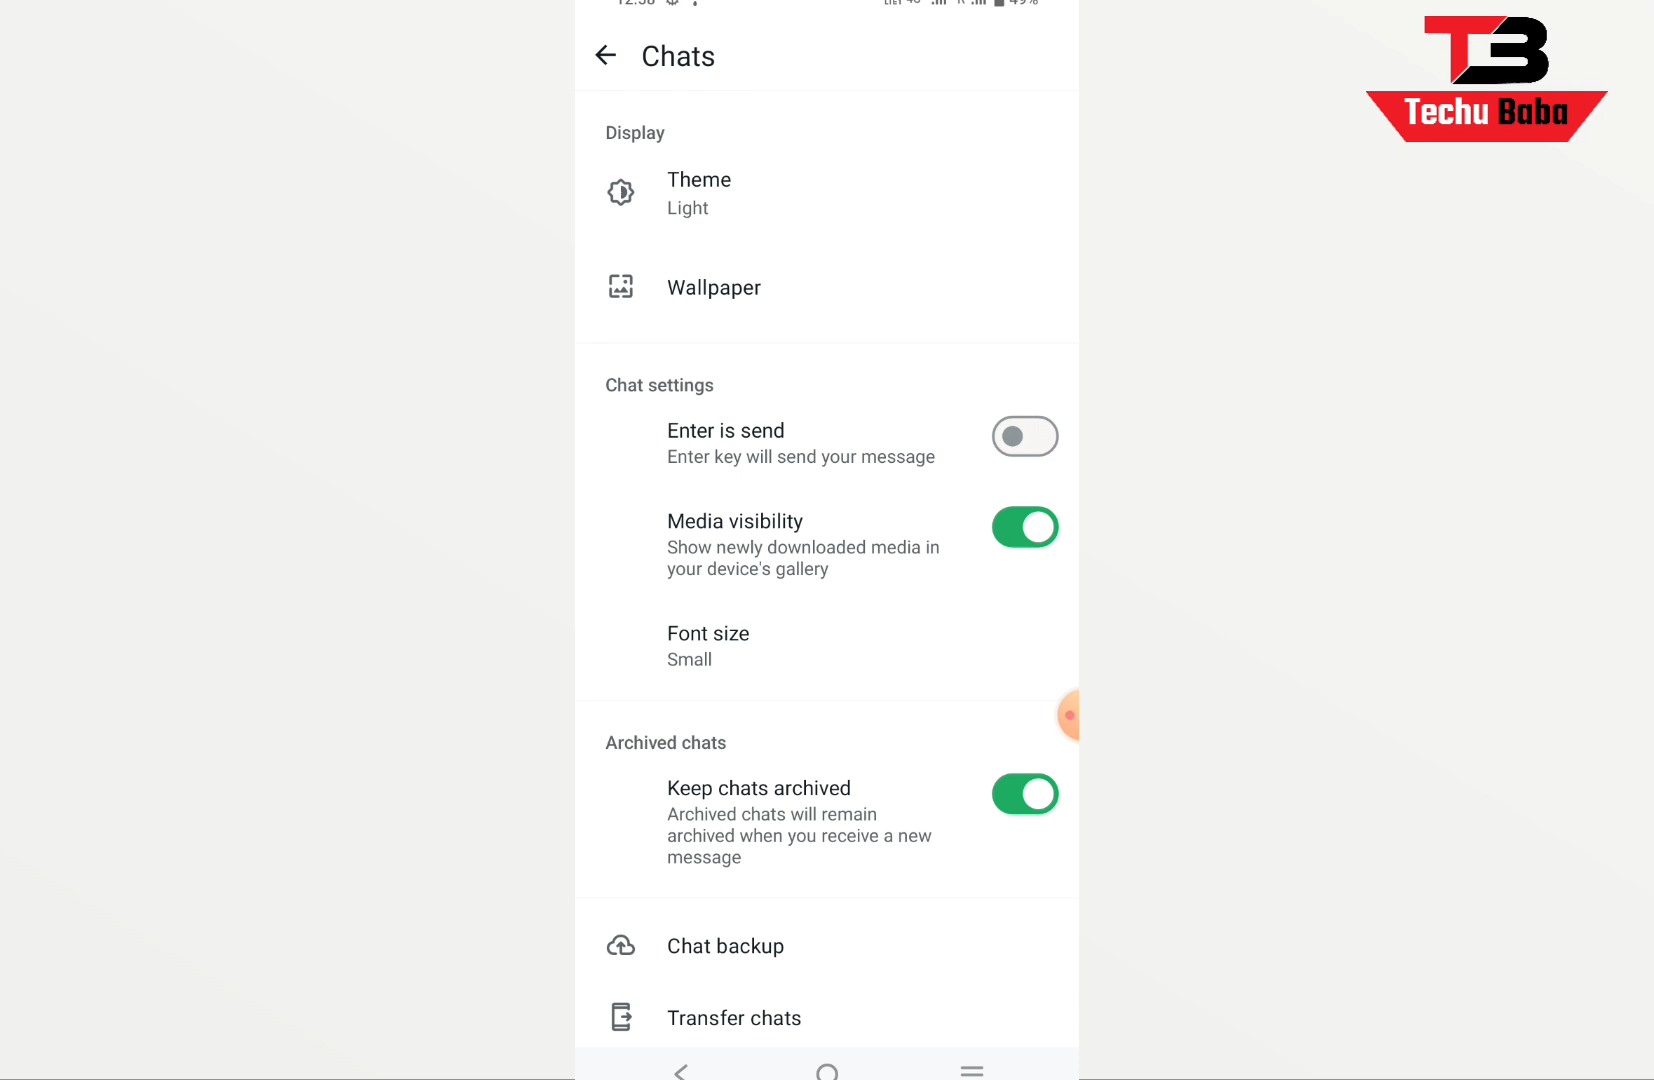 Chats
Techu Baba
Display
Theme
Light
Wallpaper
Chat settings
Enter is send
Enter key will send your message
Media visibility
Show newly downloaded media in
your device's gallery
Font size
Small
Archived chats
Keep chats archived
Archived chats will remain
archived when you receive a new
message
Chat backup
Transfer chats